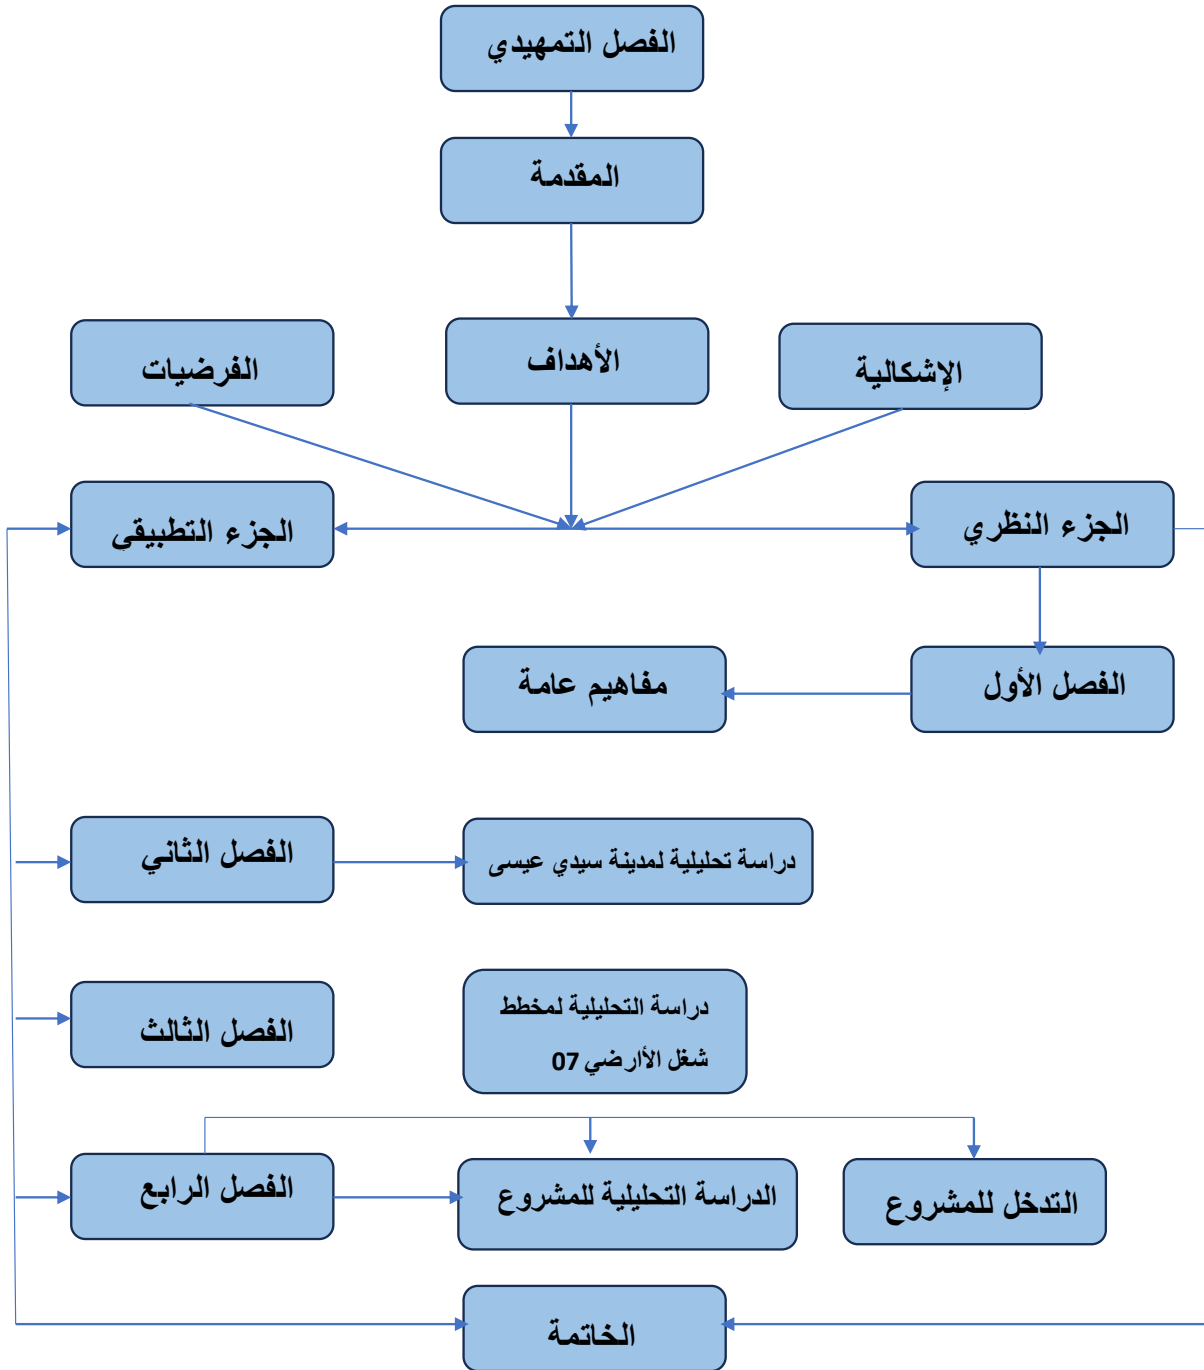 الفصل التمهيدي
المقدمة
الإشكالية
الأهداف
الفرضيات
الجزء النظري
الجزء التطبيقي
الفصل الأول
مفاهيم عامة
الفصل الثاني
دراسة تحليلية لمدينة سيدي عيسى
الفصل الثالث
دراسة التحليلية لمخطط
شغل الأارضي 07
الفصل الرابع
الدراسة التحليلية للمشروع
التدخل للمشروع
الخاتمة